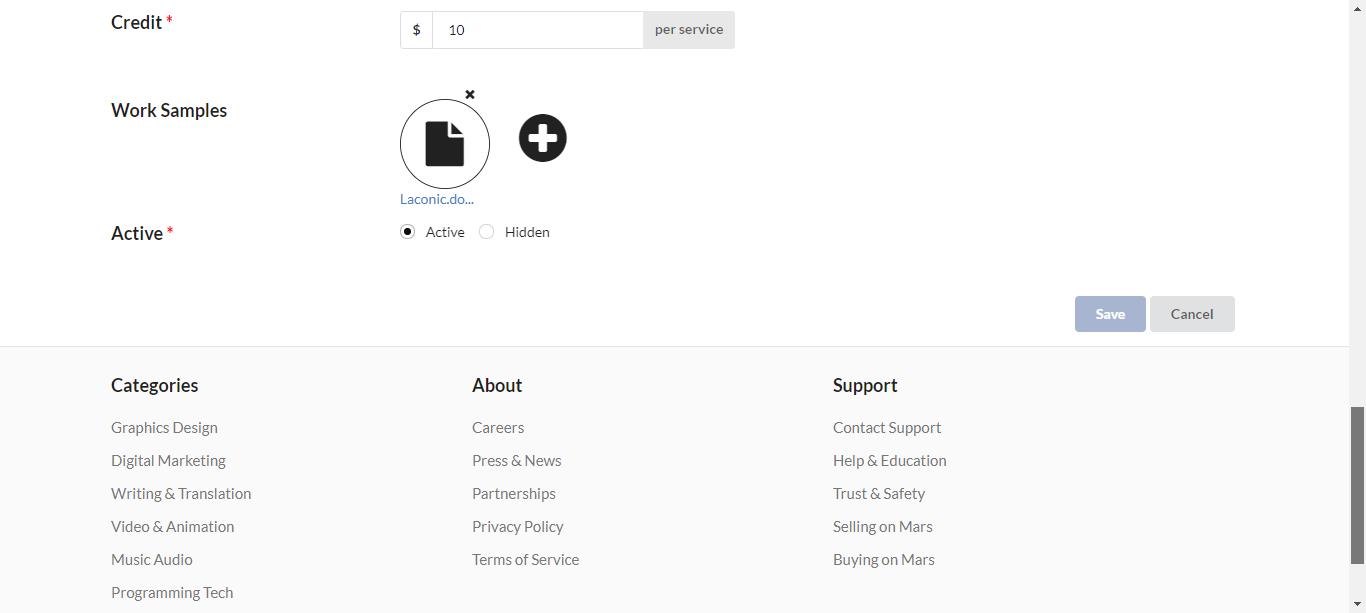 Credit *
$ 10 per service
Work Samples
Laconic.do...
Active *
Active Hidden
Save Cancel
Categories
Graphics Design
Digital Marketing
Writing & Translation
Video & Animation
Music Audio
Programming Tech
About
Careers
Press & News
Partnerships
Privacy Policy
Terms of Service
Support
Contact Support
Help & Education
Trust & Safety
Selling on Mars
Buying on Mars